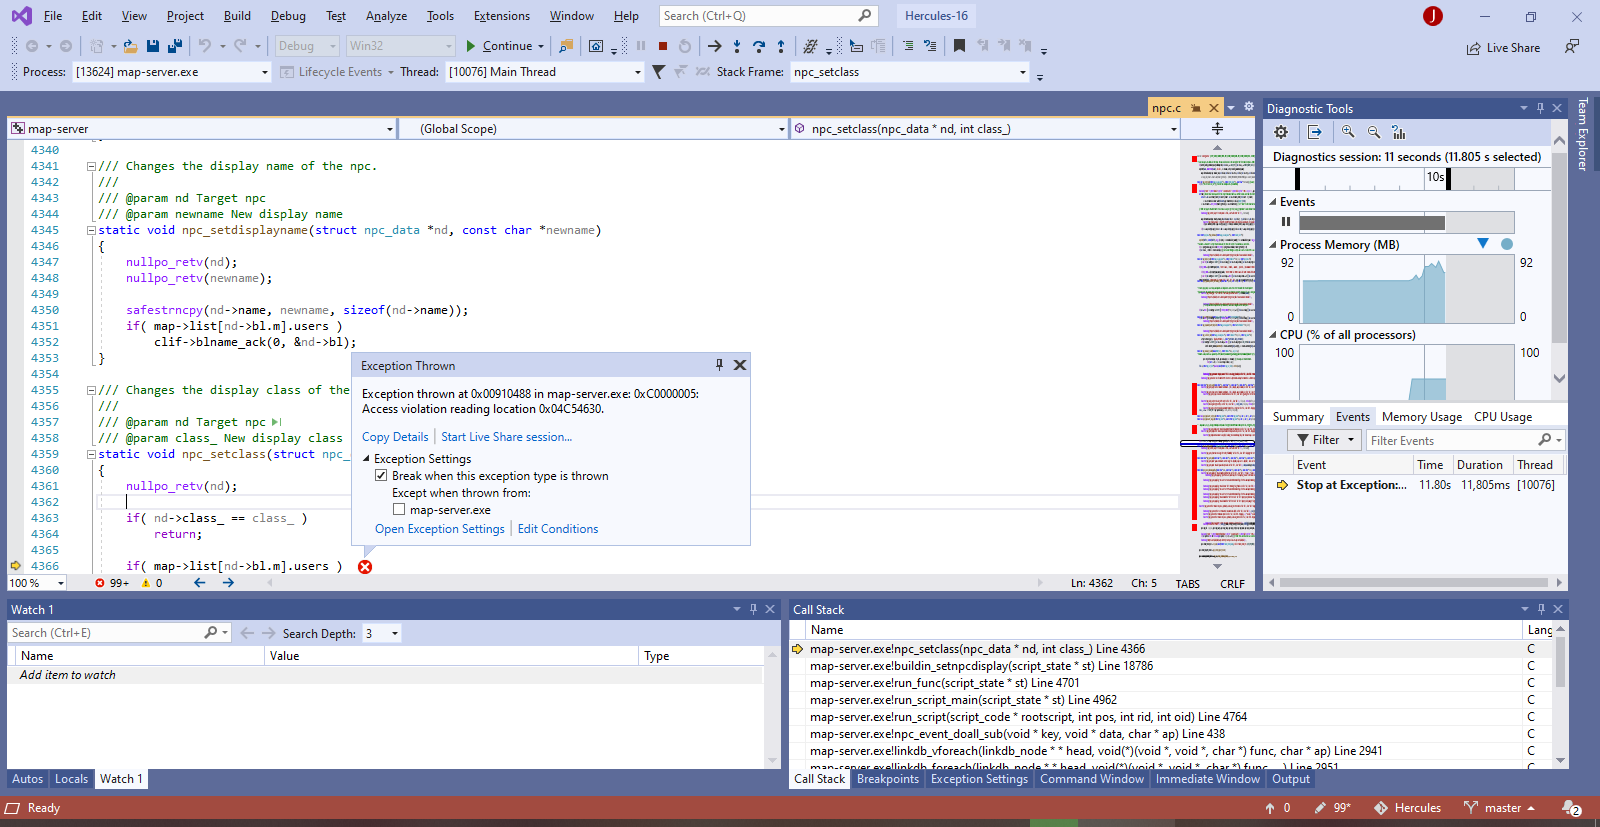 File Edit View Project Build Debug Test Analyze Tools Extensions Window Help Search (Ctrl+Q) Hercules-16 J
Debug Win32 Continue Live Share
Process: [13624] map-server.exe Lifecycle Events Thread: [10076] Main Thread Stack Frame: npc_setclass
npc.c
map-server (Global Scope) npc_setclass(npc_data * nd, int class_)
4340
4341 /// Changes the display name of the npc.
4342 ///
4343 /// @param nd Target npc
4344 /// @param newname New display name
4345 static void npc_setdisplayname(struct npc_data *nd, const char *newname)
4346 {
4347 nullpo_retv(nd);
4348 nullpo_retv(newname);
4349
4350 safestrncpy(nd->name, newname, sizeof(nd->name));
4351 if( map->list[nd->bl.m].users )
4352 clif->blname_ack(0, &nd->bl);
4353 }
4354
4355 /// Changes the display class of the
4356 ///
4357 /// @param nd Target npc
4358 /// @param class_ New display class
4359 static void npc_setclass(struct npc_
4360 {
4361 nullpo_retv(nd);
4362
4363 if( nd->class_ == class_ )
4364 return;
4365
4366 if( map->list[nd->bl.m].users )
Exception Thrown
Exception thrown at 0x00910488 in map-server.exe: 0xC0000005:
Access violation reading location 0x04C54630.
Copy Details Start Live Share session...
Exception Settings
Break when this exception type is thrown
Except when thrown from:
map-server.exe
Open Exception Settings Edit Conditions
100 % 99+ 0 Ln: 4362 Ch: 5 TABS CRLF
Diagnostic Tools
Diagnostics session: 11 seconds (11.805 s selected)
10s
Events
Process Memory (MB)
92 92
0 0
CPU (% of all processors)
100 100
Summary Events Memory Usage CPU Usage
Filter Filter Events
Event Time Duration Thread
Stop at Exception:... 11.80s 11,805ms [10076]
Team Explorer
Watch 1
Search (Ctrl+E) Search Depth: 3
Name Value Type
Add item to watch
Autos Locals Watch 1
Call Stack
Name Lang
map-server.exe!npc_setclass(npc_data * nd, int class_) Line 4366 C
map-server.exe!buildin_setnpcdisplay(script_state * st) Line 18786 C
map-server.exe!run_func(script_state * st) Line 4701 C
map-server.exe!run_script_main(script_state * st) Line 4962 C
map-server.exe!run_script(script_code * rootscript, int pos, int rid, int oid) Line 4764 C
map-server.exe!npc_event_doall_sub(void * key, void * data, char * ap) Line 438 C
map-server.exe!linkdb_vforeach(linkdb_node * * head, void(*)(void *, void *, char *) func, char * ap) Line 2941 C
map-server.exe!linkdb_foreach(linkdb_node * * head, void(*)(void *, void *, char *) func, ...) Line 2951 C
Call Stack Breakpoints Exception Settings Command Window Immediate Window Output
Ready 0 99* Hercules master 2